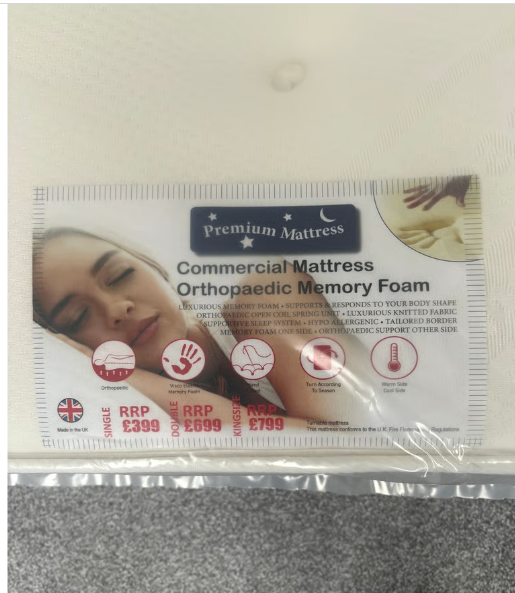 Premium Mattress
Commercial Mattress
Orthopaedic Memory Foam
LUXURIOUS MEMORY FOAM • SUPPORTS & RESPONDS TO YOUR BODY SHAPE
ORTHOPAEDIC OPEN COIL SPRING UNIT • LUXURIOUS KNITTED FABRIC
SUPPORTIVE SLEEP SYSTEM • HYPO ALLERGENIC • TAILORED BORDER
MEMORY FOAM ONE SIDE • ORTHOPAEDIC SUPPORT OTHER SIDE
Orthopaedic
Memory Foam
Turn According
To Season
Warm Side
Cool Side
Made in the UK
SINGLE
RRP
£399
DOUBLE
RRP
£699
KINGSIZE
RRP
£799
Turnable mattress
This mattress conforms to the U.K. Fire Regulations